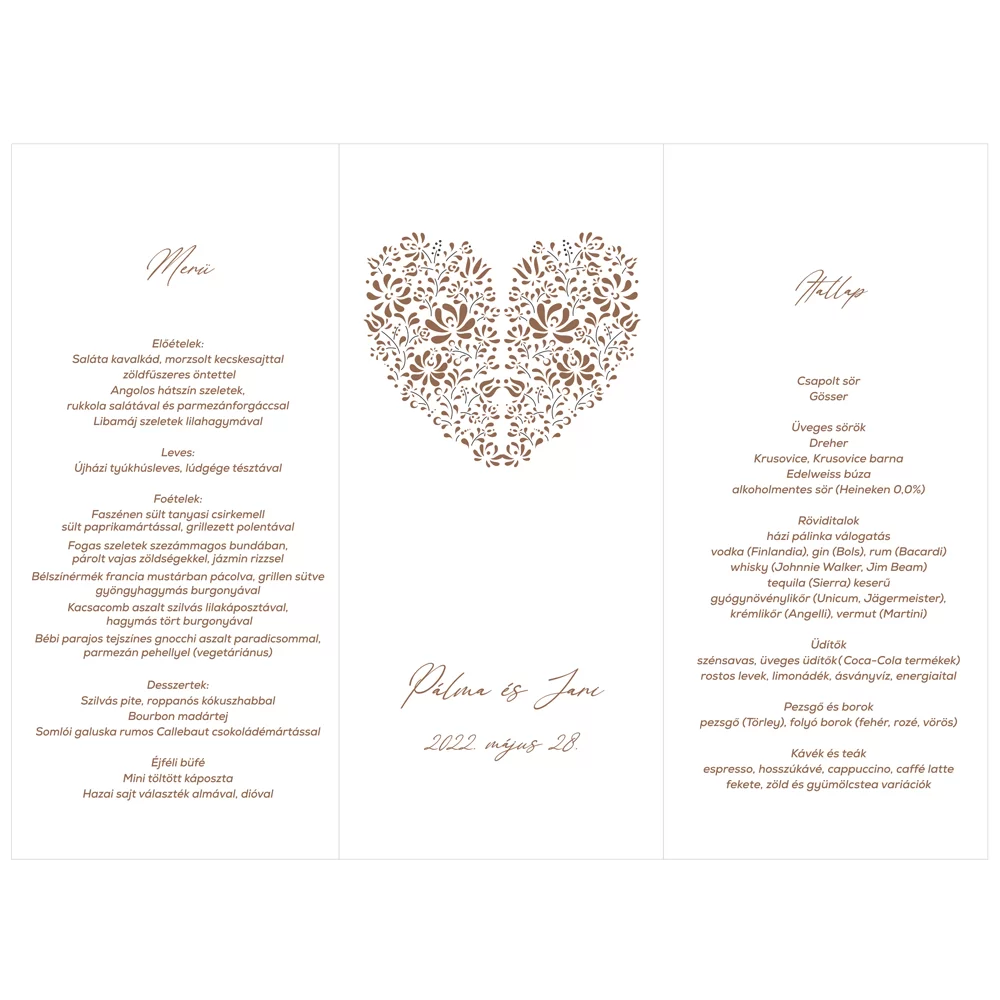 Menü
Előételek:
Saláta kavalkád, morzsolt kecskesajttal
zöldfűszeres öntettel
Angolos hátszín szeletek,
rukkola salátával és parmezánforgáccsal
Libamáj szeletek lilahagymával
Leves:
Újházi tyúkhúsleves, lúdgége tésztával
Foételek:
Faszénen sült tanyasi csirkemell
sült paprikamártással, grillezett polentával
Fogas szeletek szezámmagos bundában,
párolt vajas zöldségekkel, jázmin rizzsel
Bélszínérmék francia mustárban pácolva, grillen sütve
gyöngyhagymás burgonyával
Kacsacomb aszalt szilvás lilakáposztával,
hagymás tört burgonyával
Bébi parajos tejszínes gnocchi aszalt paradicsommal,
parmezán pehellyel (vegetáriánus)
Desszertek:
Szilvás pite, roppanós kókuszhabbal
Bourbon madártej
Somlói galuska rumos Callebaut csokoládémártással
Éjféli büfé
Mini töltött káposzta
Hazai sajt választék almával, dióval
Pálma és Jani
2022. május 28.
Itallap
Csapolt sör
Gösser
Üveges sörök
Dreher
Krusovice, Krusovice barna
Edelweiss búza
alkoholmentes sör (Heineken 0,0%)
Röviditalok
házi pálinka válogatás
vodka (Finlandia), gin (Bols), rum (Bacardi)
whisky (Johnnie Walker, Jim Beam)
tequila (Sierra) keserű
gyógynövénylikőr (Unicum, Jägermeister),
krémlikőr (Angelli), vermut (Martini)
Üdítők
szénsavas, üveges üdítők( Coca-Cola termékek)
rostos levek, limonádék, ásványvíz, energiaital
Pezsgő és borok
pezsgő (Törley), folyó borok (fehér, rozé, vörös)
Kávék és teák
espresso, hosszúkávé, cappuccino, caffé latte
fekete, zöld és gyümölcstea variációk